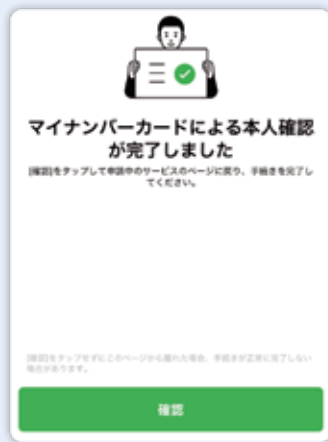 マイナンバーカードによる本人確認
が完了しました
[確認]をタップして申請中のサービスのページに戻り、手続きを完了し
てください。
[確認]をタップせずにこのページから離れた場合、手続きが正常に完了しない
場合があります。
確認